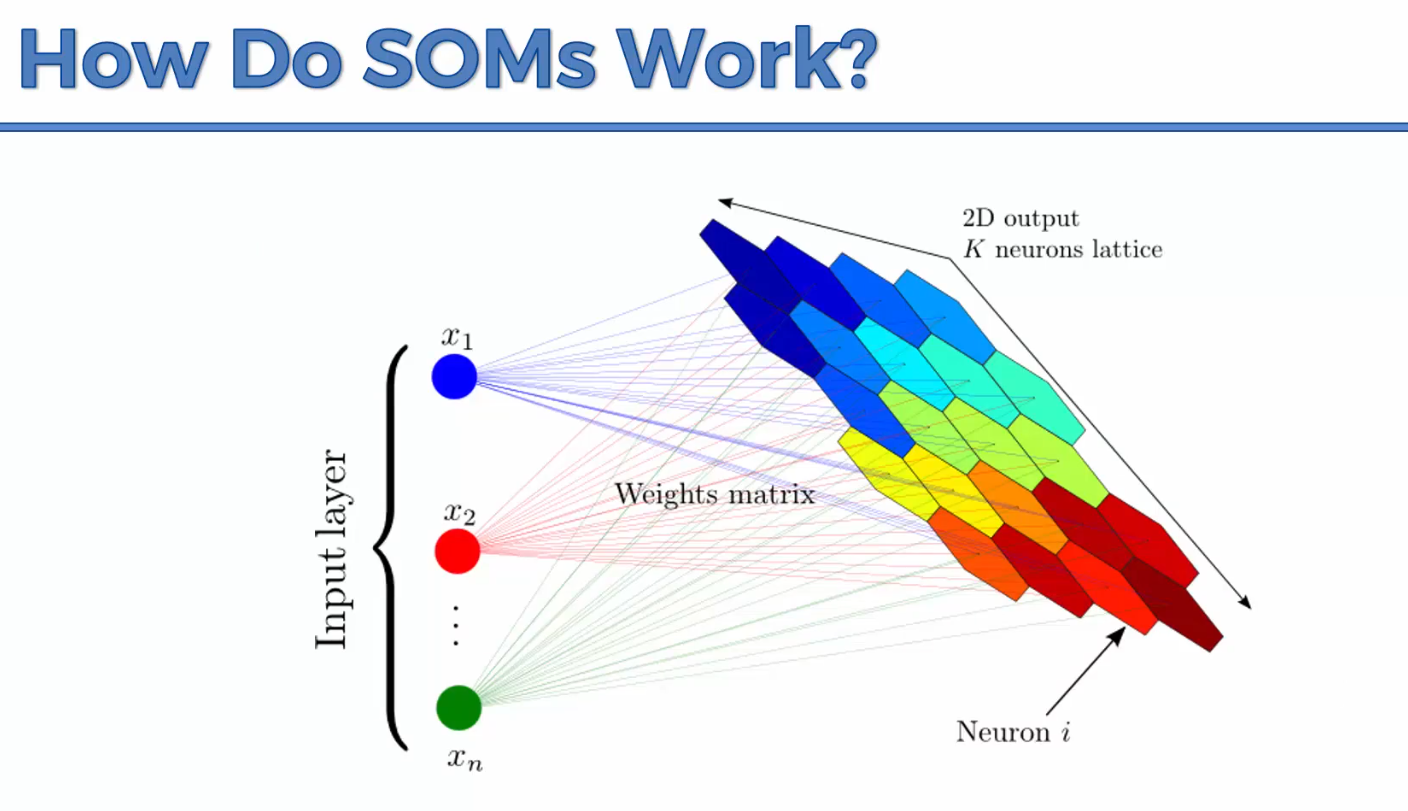 How Do SOMs Work?
2D output
K neurons lattice
x1
Input layer
x2
Weights matrix
⋮
Neuron i
xn